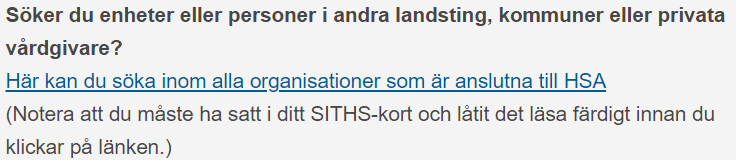 Söker du enheter eller personer i andra landsting, kommuner eller privata
vårdgivare?
Här kan du söka inom alla organisationer som är anslutna till HSA
(Notera att du måste ha satt i ditt SITHS-kort och låtit det läsa färdigt innan du
klickar på länken.)